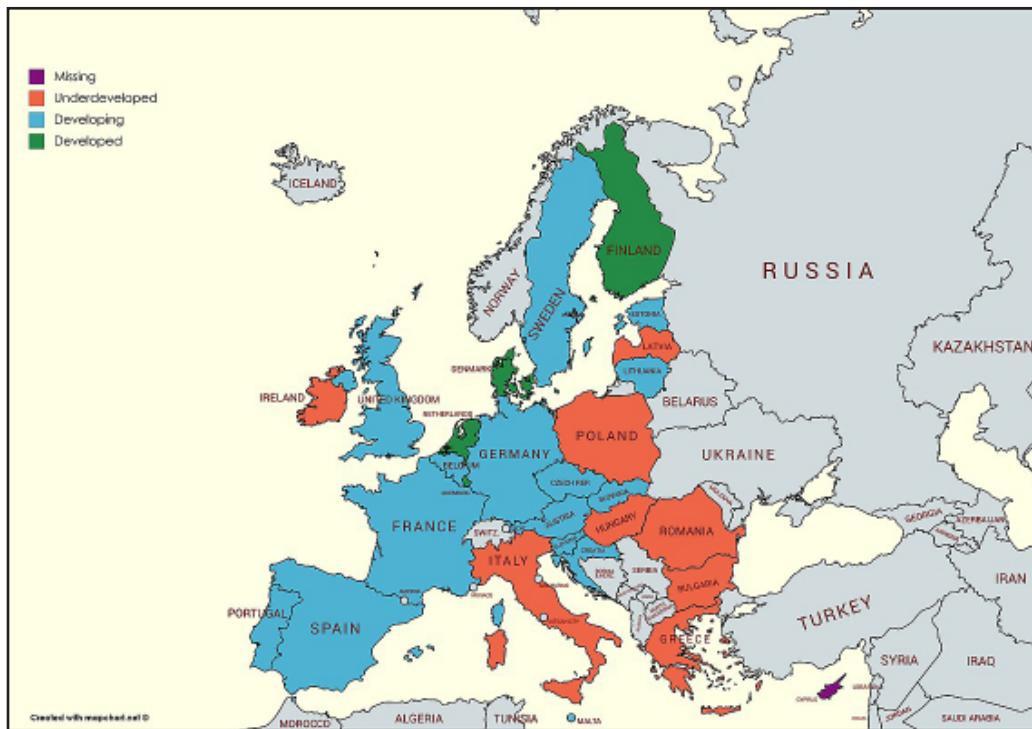 Missing
Underdeveloped
Developing
Developed
ICELAND
FINLAND
RUSSIA
NORWAY
SWEDEN
ESTONIA
LATVIA
KAZAKHSTAN
DENMARK
LITHUANIA
IRELAND
UNITED KINGDOM
BELARUS
NETHERLANDS
POLAND
BELGIUM
GERMANY
UKRAINE
CZECH REP.
FRANCE
AUSTRIA
HUNGARY
SWITZ.
ROMANIA
ITALY
CROATIA
SERBIA
GEORGIA
AZERBAIJAN
BULGARIA
PORTUGAL
SPAIN
TURKEY
IRAN
GREECE
SYRIA
IRAQ
CYPRUS
MALTA
JORDAN
MOROCCO
ALGERIA
TUNISIA
SAUDI ARABIA
Created with mapchart.net ©